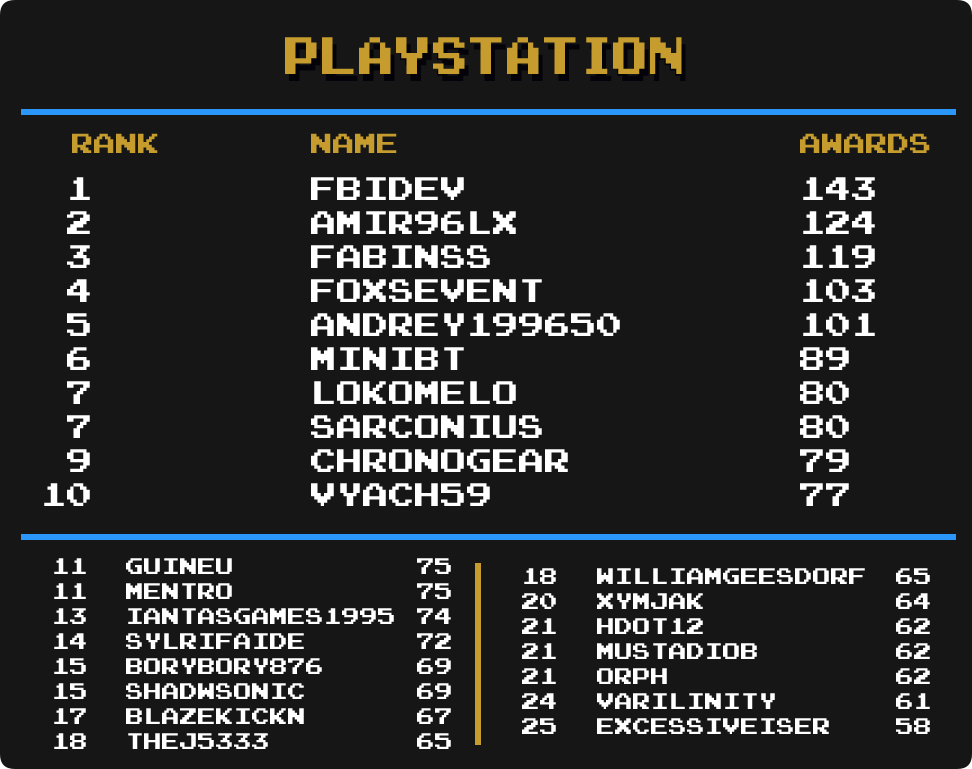 PLAYSTATION
RANK NAME AWARDS
1 FBIDEV 143
2 AMIR96LX 124
3 FABINSS 119
4 FOXSEVENT 103
5 ANDREY199650 101
6 MINIBT 89
7 LOKOMELO 80
7 SARCONIUS 80
9 CHRONOGEAR 79
10 VYACH59 77
11 GUINEU 75
11 MENTRO 75
13 IANTASGAMES1995 74
14 SYLRIFAIDE 72
15 BORYBORY876 69
15 SHADWSONIC 69
17 BLAZEKICKN 67
18 THEJ5333 65
18 WILLIAMGEESDORF 65
20 XYMJAK 64
21 HDOT12 62
21 MUSTADIOB 62
21 ORPH 62
24 VARILINITY 61
25 EXCESSIVEISER 58